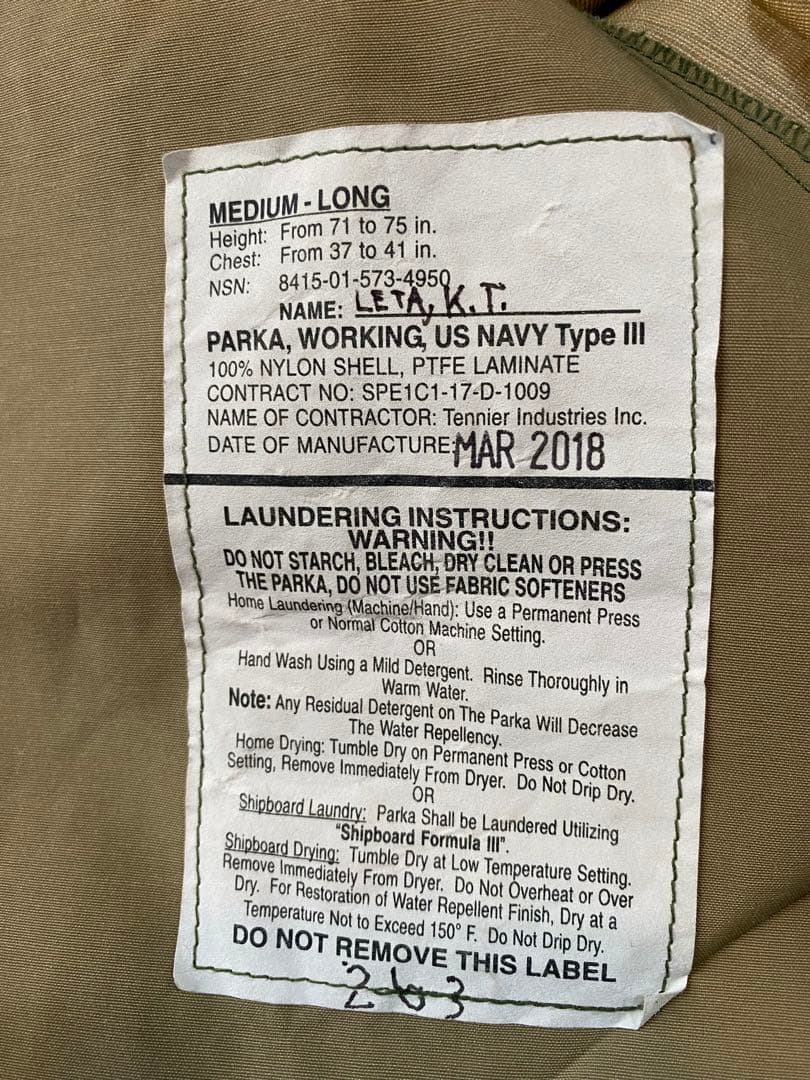 MEDIUM - LONG
Height: From 71 to 75 in.
Chest: From 37 to 41 in.
NSN: 8415-01-573-4950
NAME: LETA, K.T.
PARKA, WORKING, US NAVY Type III
100% NYLON SHELL, PTFE LAMINATE
CONTRACT NO: SPE1C1-17-D-1009
NAME OF CONTRACTOR: Tennier Industries Inc.
DATE OF MANUFACTURE: MAR 2018
LAUNDERING INSTRUCTIONS:
WARNING!!
DO NOT STARCH, BLEACH, DRY CLEAN OR PRESS
THE PARKA, DO NOT USE FABRIC SOFTENERS
Home Laundering (Machine/Hand): Use a Permanent Press
or Normal Cotton Machine Setting.
OR
Hand Wash Using a Mild Detergent. Rinse Thoroughly in
Warm Water.
Note: Any Residual Detergent on The Parka Will Decrease
The Water Repellency.
Home Drying: Tumble Dry on Permanent Press or Cotton
Setting, Remove Immediately From Dryer. Do Not Drip Dry.
OR
Shipboard Laundry: Parka Shall be Laundered Utilizing
"Shipboard Formula III".
Shipboard Drying: Tumble Dry at Low Temperature Setting.
Remove Immediately From Dryer. Do Not Overheat or Over
Dry. For Restoration of Water Repellent Finish, Dry at a
Temperature Not to Exceed 150° F. Do Not Drip Dry.
DO NOT REMOVE THIS LABEL